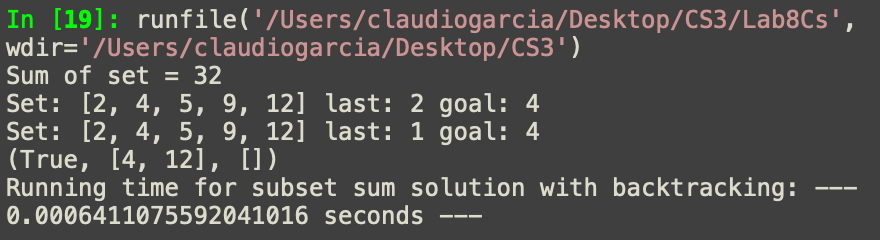 In [19]: runfile('/Users/claudiogarcia/Desktop/CS3/Lab8Cs',
wdir='/Users/claudiogarcia/Desktop/CS3')
Sum of set = 32
Set: [2, 4, 5, 9, 12] last: 2 goal: 4
Set: [2, 4, 5, 9, 12] last: 1 goal: 4
(True, [4, 12], [])
Running time for subset sum solution with backtracking: ---
0.0006411075592041016 seconds ---